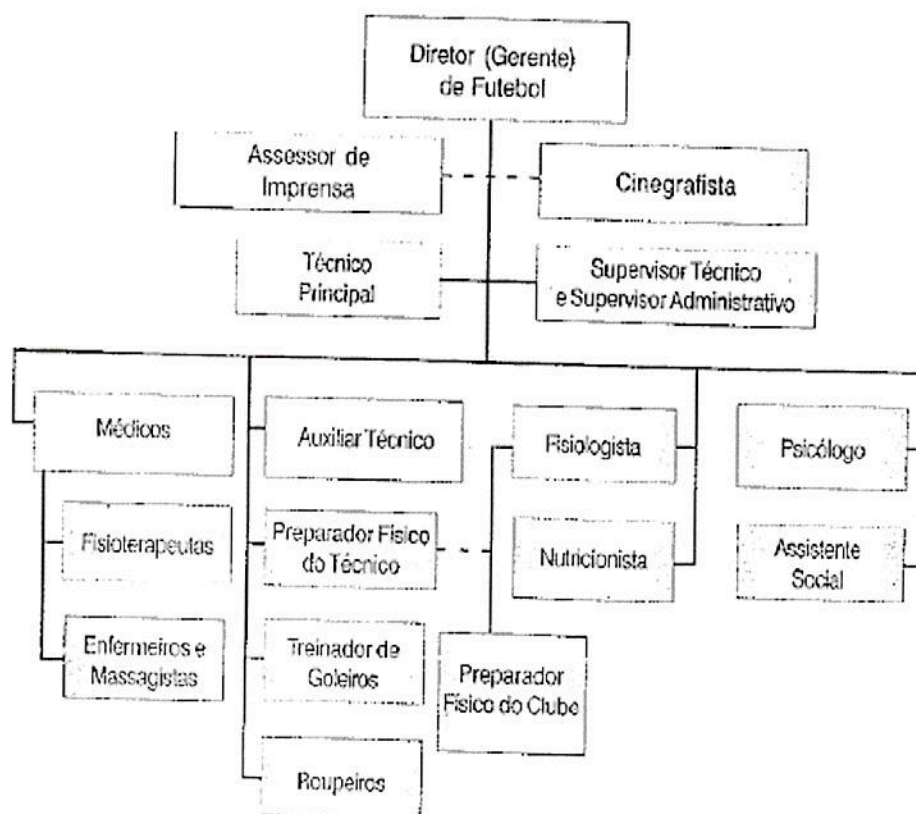 Diretor (Gerente)
de Futebol
Assessor de
Imprensa
Cinegrafista
Técnico
Principal
Supervisor Técnico
e Supervisor Administrativo
Médicos
Auxiliar Técnico
Fisiologista
Psicólogo
Fisioterapeutas
Preparador Físico
do Técnico
Nutricionista
Assistente
Social
Enfermeiros e
Massagistas
Treinador de
Goleiros
Preparador
Físico do Clube
Roupeiros